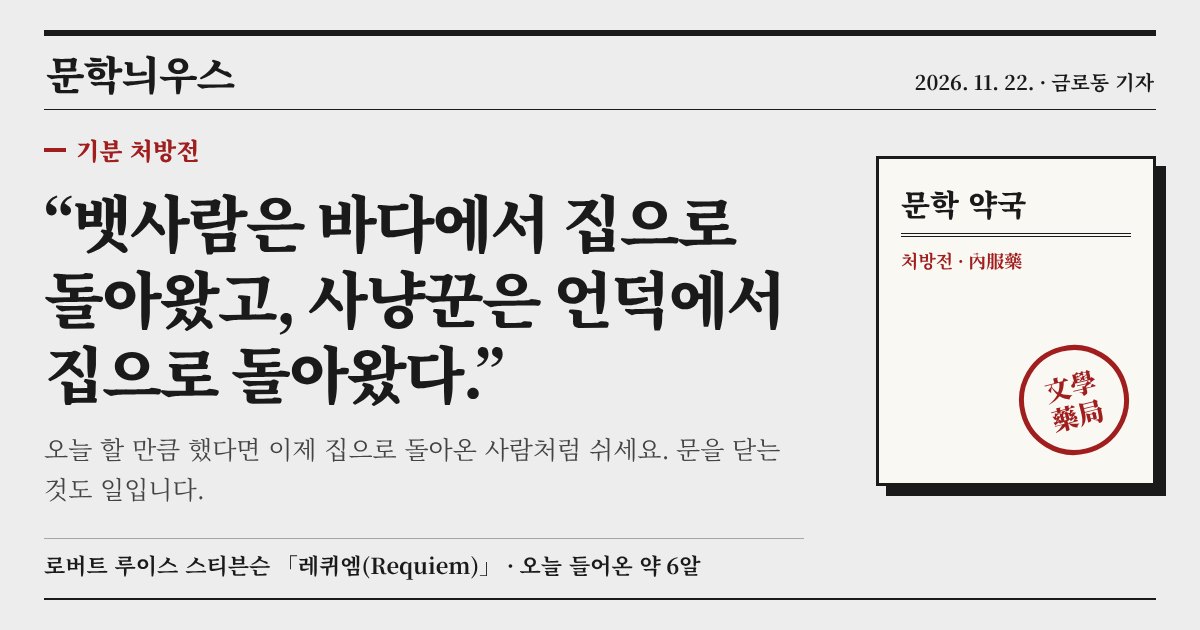 문학늬우스
2026. 11. 22. · 금로동 기자
기분 처방전
“뱃사람은 바다에서 집으로
돌아왔고, 사냥꾼은 언덕에서
집으로 돌아왔다.”
오늘 할 만큼 했다면 이제 집으로 돌아온 사람처럼 쉬세요. 문을 닫는
것도 일입니다.
로버트 루이스 스티븐슨 「레퀴엠(Requiem)」 · 오늘 들어온 약 6알
문학 약국
처방전 · 內服藥
文學
藥局